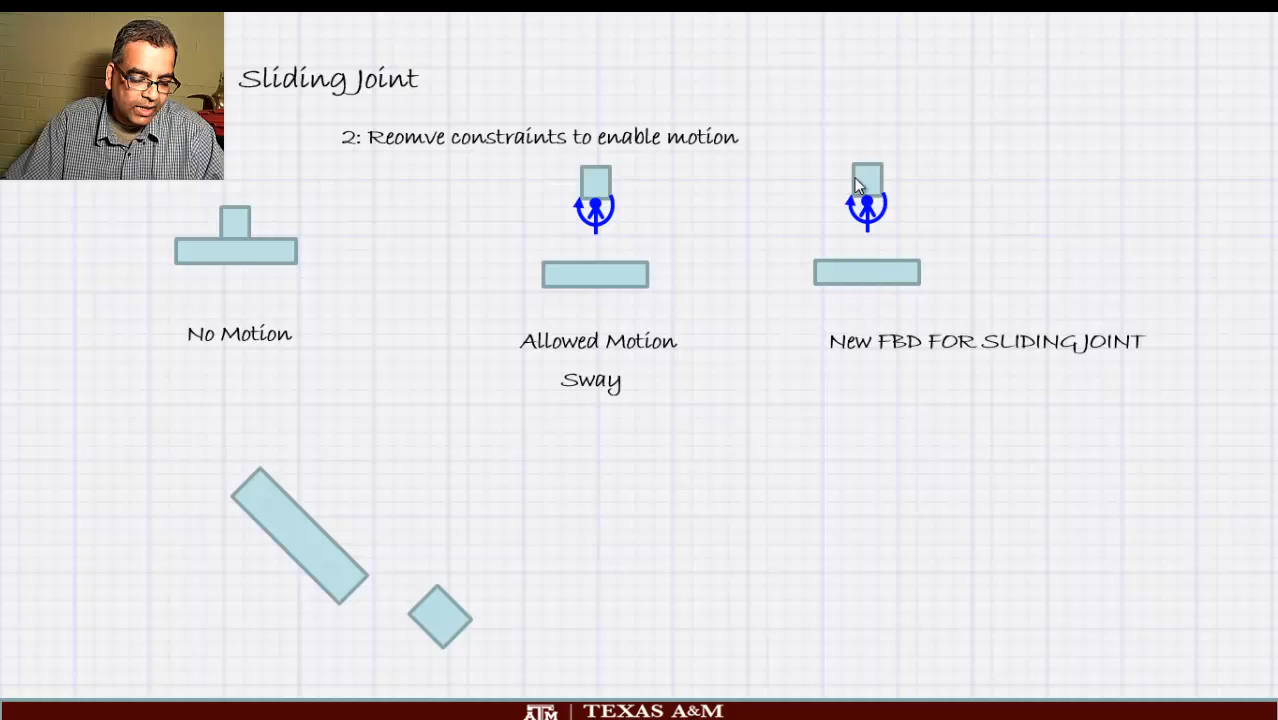 Sliding Joint
2: Reomve constraints to enable motion
No Motion
Allowed Motion
Sway
New FBD FOR SLIDING JOINT
ATM | TEXAS A&M